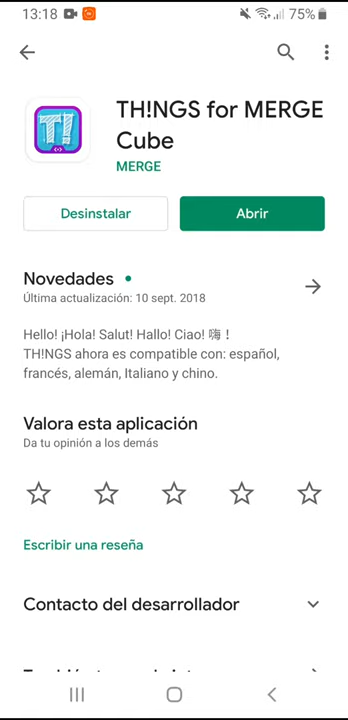 13:18 75%
TH!NGS for MERGE
Cube
MERGE
T!
Desinstalar
Abrir
Novedades
Última actualización: 10 sept. 2018
Hello! ¡Hola! Salut! Hallo! Ciao! 嗨！
TH!NGS ahora es compatible con: español,
francés, alemán, Italiano y chino.
Valora esta aplicación
Da tu opinión a los demás
Escribir una reseña
Contacto del desarrollador